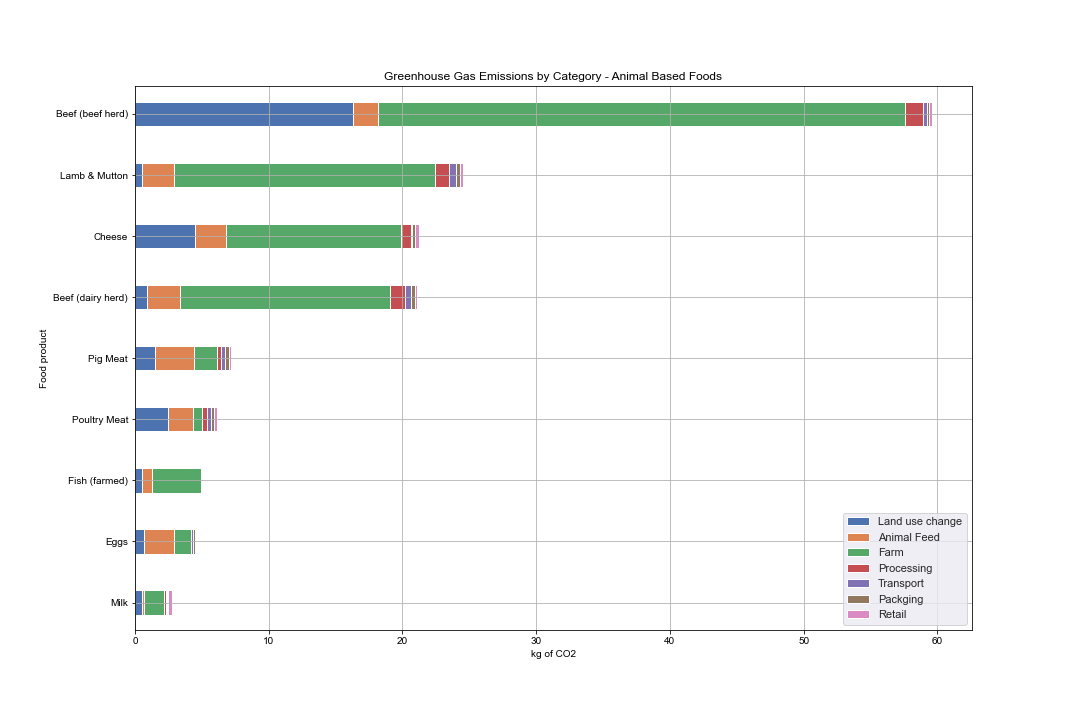 Greenhouse Gas Emissions by Category - Animal Based Foods
Food product
Beef (beef herd)
Lamb & Mutton
Cheese
Beef (dairy herd)
Pig Meat
Poultry Meat
Fish (farmed)
Eggs
Milk
Land use change
Animal Feed
Farm
Processing
Transport
Packging
Retail
0 10 20 30 40 50 60
kg of CO2